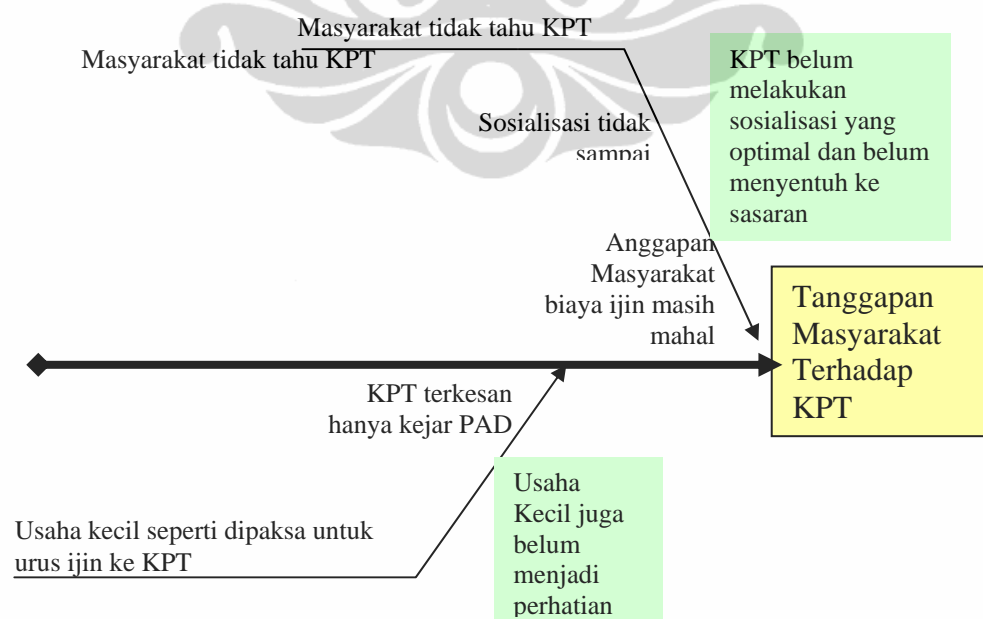 Masyarakat tidak tahu KPT
Masyarakat tidak tahu KPT
Sosialisasi tidak
sampai
KPT belum
melakukan
sosialisasi yang
optimal dan belum
menyentuh ke
sasaran
Anggapan
Masyarakat
biaya ijin masih
mahal
Tanggapan
Masyarakat
Terhadap
KPT
KPT terkesan
hanya kejar PAD
Usaha kecil seperti dipaksa untuk
urus ijin ke KPT
Usaha
Kecil juga
belum
menjadi
perhatian